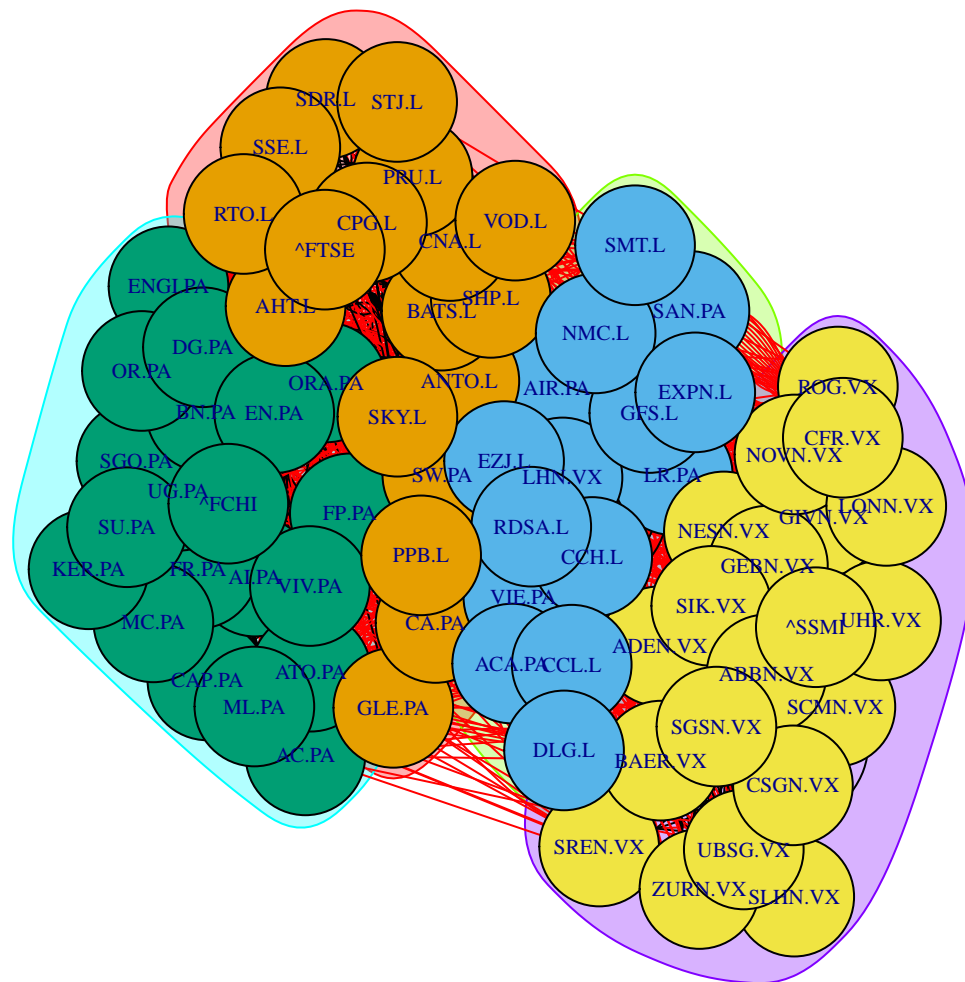 SDR.L
STJ.L
SSE.L
PRU.L
RTO.L
CPG.L
VOD.L
CNA.L
^FTSE
SMT.L
ENGI.PA
SHP.L
AHT.L
BATS.L
SAN.PA
NMC.L
DG.PA
OR.PA
ORA.PA
ANTO.L
AIR.PA
EXPN.L
ROG.VX
BN.PA
EN.PA
SKY.L
GFS.L
CFR.VX
NOVN.VX
SGO.PA
SW.PA
EZJ.L
LHN.VX
LR.PA
UG.PA
^FCHI
LONN.VX
GIVN.VX
SU.PA
FP.PA
RDSA.L
NESN.VX
PPB.L
CCH.L
GEBN.VX
KER.PA
FR.PA
AI.PA
VIV.PA
VIE.PA
SIK.VX
MC.PA
CA.PA
^SSMI
UHR.VX
ADEN.VX
CAP.PA
ATO.PA
ACA.PA
CCL.L
ABBN.VX
ML.PA
GLE.PA
SCMN.VX
SGSN.VX
AC.PA
DLG.L
BAER.VX
CSGN.VX
SREN.VX
UBSG.VX
ZURN.VX
SLHN.VX